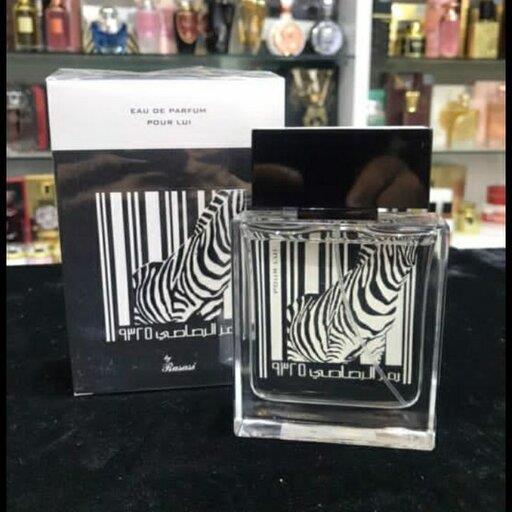 EAU DE PARFUM
POUR LUI
رمز الرصاصي ٩٣٢٥
by
Rasasi
POUR LUI
رمز الرصاصي ٩٣٢٥